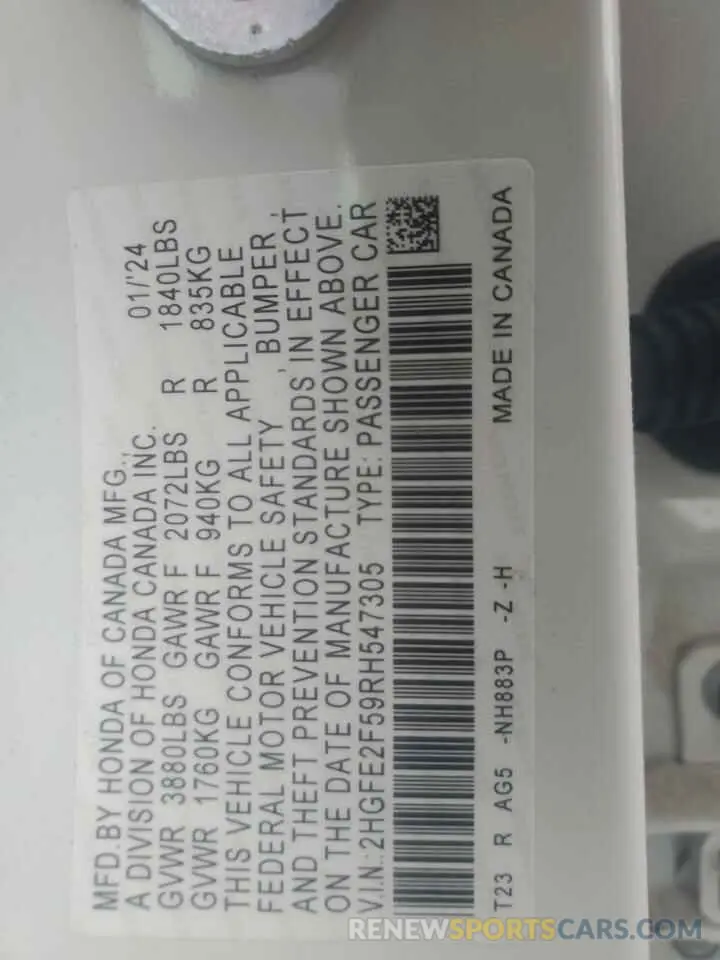 MFD.BY HONDA OF CANADA MFG., 01/'24
A DIVISION OF HONDA CANADA INC.
GVWR 3880LBS GAWR F 2072LBS R 1840LBS
GVWR 1760KG GAWR F 940KG R 835KG
THIS VEHICLE CONFORMS TO ALL APPLICABLE
FEDERAL MOTOR VEHICLE SAFETY , BUMPER ,
AND THEFT PREVENTION STANDARDS IN EFFECT
ON THE DATE OF MANUFACTURE SHOWN ABOVE.
V.I.N.:2HGFE2F59RH547305 TYPE: PASSENGER CAR
T23 R AG5 -NH883P -Z -H MADE IN CANADA
RENEWSPORTSCARS.COM